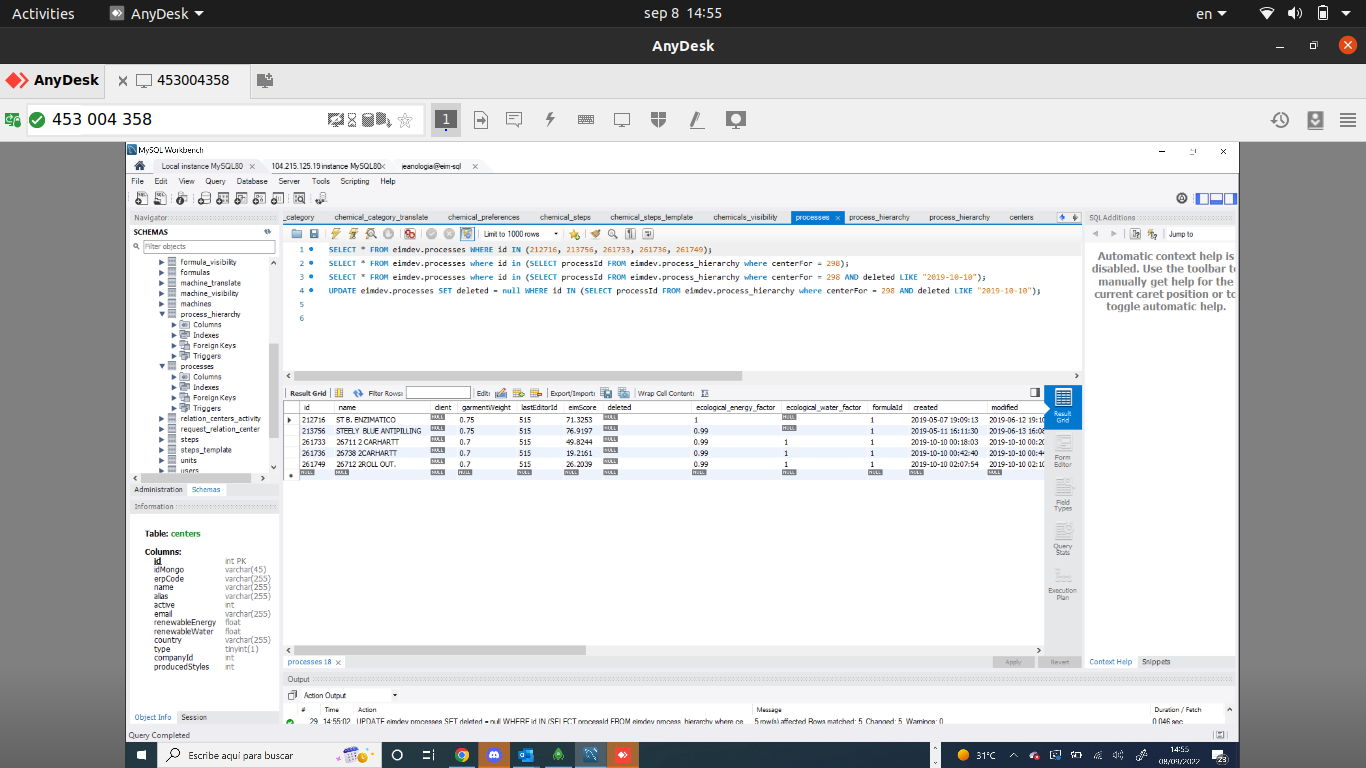 Activities AnyDesk sep 8 14:55 en
AnyDesk
AnyDesk 453004358
453 004 358 1
MySQL Workbench
Local instance MySQL80 104.215.125.19 instance MySQL80 jeanologia@eim-sql
File Edit View Query Database Server Tools Scripting Help
Navigator
SCHEMAS
Filter objects
formula_visibility
formulas
machine_translate
machine_visibility
machines
process_hierarchy
Columns
Indexes
Foreign Keys
Triggers
processes
Columns
Indexes
Foreign Keys
Triggers
relation_centers_activity
request_relation_center
steps
steps_template
units
users
Administration Schemas
Information
Table: centers
Columns:
id int PK
idMongo varchar(45)
erpCode varchar(255)
name varchar(255)
alias varchar(255)
active int
email varchar(255)
renewableEnergy float
renewableWater float
country varchar(255)
type tinyint(1)
companyId int
producedStyles int
Object Info Session
Query Completed
_category chemical_category_translate chemical_preferences chemical_steps chemical_steps_template chemicals_visibility processes process_hierarchy process_hierarchy centers
Limit to 1000 rows
1 SELECT * FROM eimdev.processes WHERE id IN (212716, 213756, 261733, 261736, 261749);
2 SELECT * FROM eimdev.processes where id in (SELECT processId FROM eimdev.process_hierarchy where centerFor = 298);
3 SELECT * FROM eimdev.processes where id in (SELECT processId FROM eimdev.process_hierarchy where centerFor = 298 AND deleted LIKE "2019-10-10");
4 UPDATE eimdev.processes SET deleted = null WHERE id IN (SELECT processId FROM eimdev.process_hierarchy where centerFor = 298 AND deleted LIKE "2019-10-10");
5
6
Result Grid Filter Rows: Edit: Export/Import: Wrap Cell Content:
id name client garmentWeight lastEditorId eimScore deleted ecological_energy_factor ecological_water_factor formulaId created modified
212716 ST B. ENZIMATICO NULL 0.75 515 71.3253 NULL 1 NULL 1 2019-05-07 19:09:13 2019-06-12 19:10
213756 STEELY BLUE ANTIPILLING NULL 0.75 515 76.9197 NULL 0.99 NULL 1 2019-05-11 16:11:30 2019-06-13 16:08
261733 26711 2 CARHARTT NULL 0.7 515 49.8244 NULL 0.99 1 1 2019-10-10 00:18:03 2019-10-10 00:20
261736 26738 2CARHARTT NULL 0.7 515 19.2161 NULL 0.99 1 1 2019-10-10 00:42:40 2019-10-10 00:44
261749 26712 2ROLL OUT. NULL 0.7 515 26.2039 NULL 0.99 1 1 2019-10-10 02:07:54 2019-10-10 02:10
NULL NULL NULL NULL NULL NULL NULL NULL NULL NULL NULL NULL
Result Grid
Form Editor
Field Types
Query Stats
Execution Plan
processes 18 Apply Revert
Output
Action Output
# Time Action Message Duration / Fetch
29 14:55:02 UPDATE eimdev.processes SET deleted = null WHERE id IN (SELECT processId FROM eimdev.process_hierarchy where ce... 5 row(s) affected Rows matched: 5 Changed: 5 Warnings: 0 0.046 sec
SQLAdditions
Jump to
Automatic context help is
disabled. Use the toolbar to
manually get help for the
current caret position or to
toggle automatic help.
Context Help Snippets
Escribe aquí para buscar
31°C
14:55
08/09/2022
23